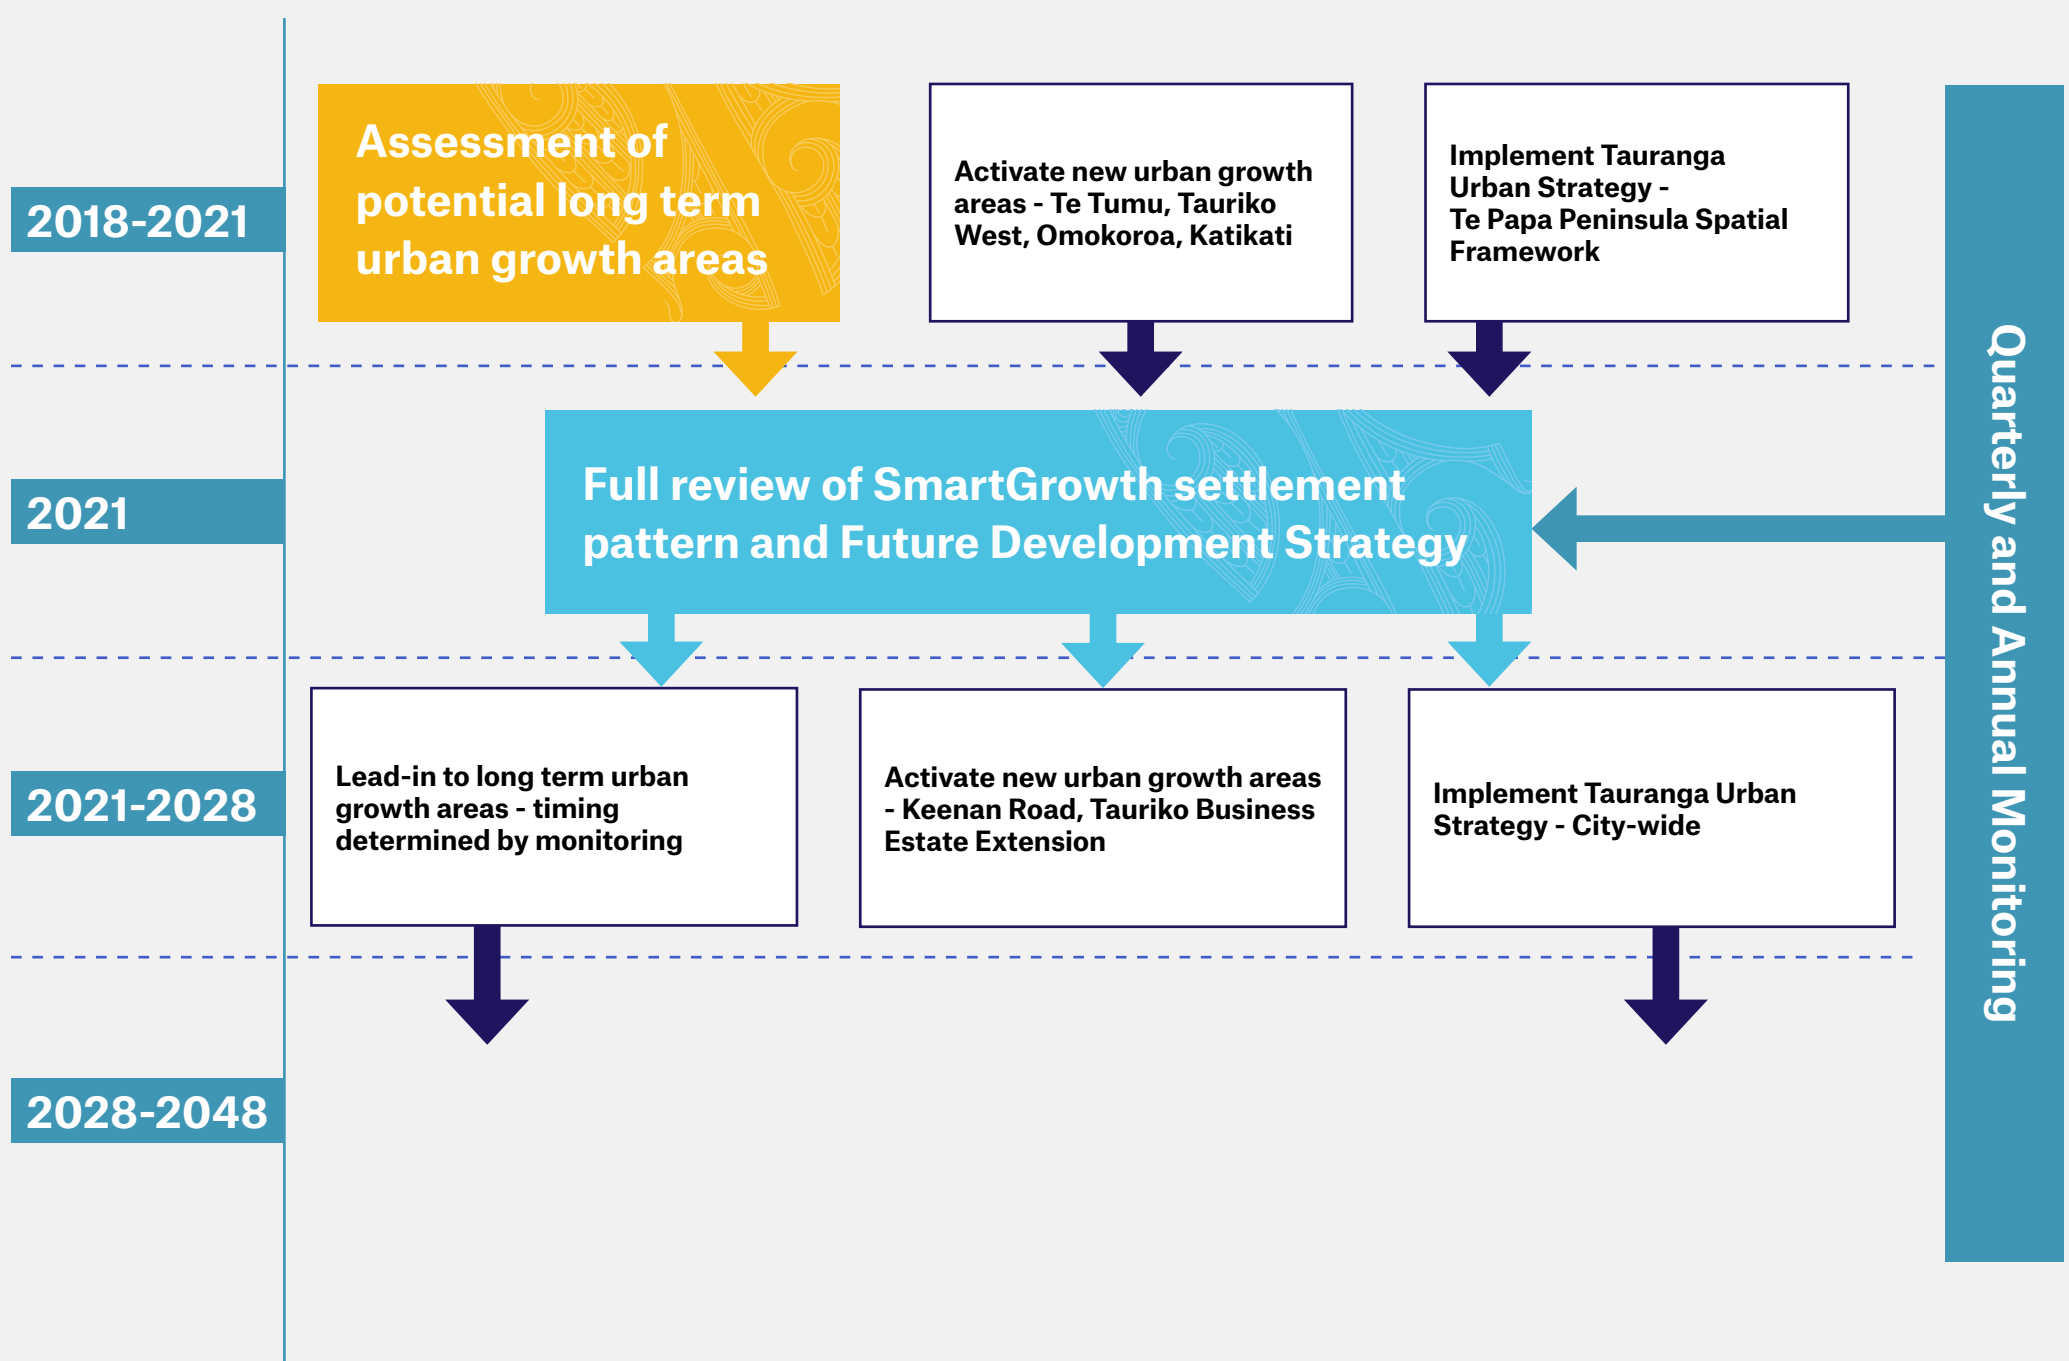 2018-2021
Assessment of
potential long term
urban growth areas
Activate new urban growth
areas - Te Tumu, Tauriko
West, Omokoroa, Katikati
Implement Tauranga
Urban Strategy -
Te Papa Peninsula Spatial
Framework
2021
Full review of SmartGrowth settlement
pattern and Future Development Strategy
2021-2028
Lead-in to long term urban
growth areas - timing
determined by monitoring
Activate new urban growth areas
- Keenan Road, Tauriko Business
Estate Extension
Implement Tauranga Urban
Strategy - City-wide
2028-2048
Quarterly and Annual Monitoring